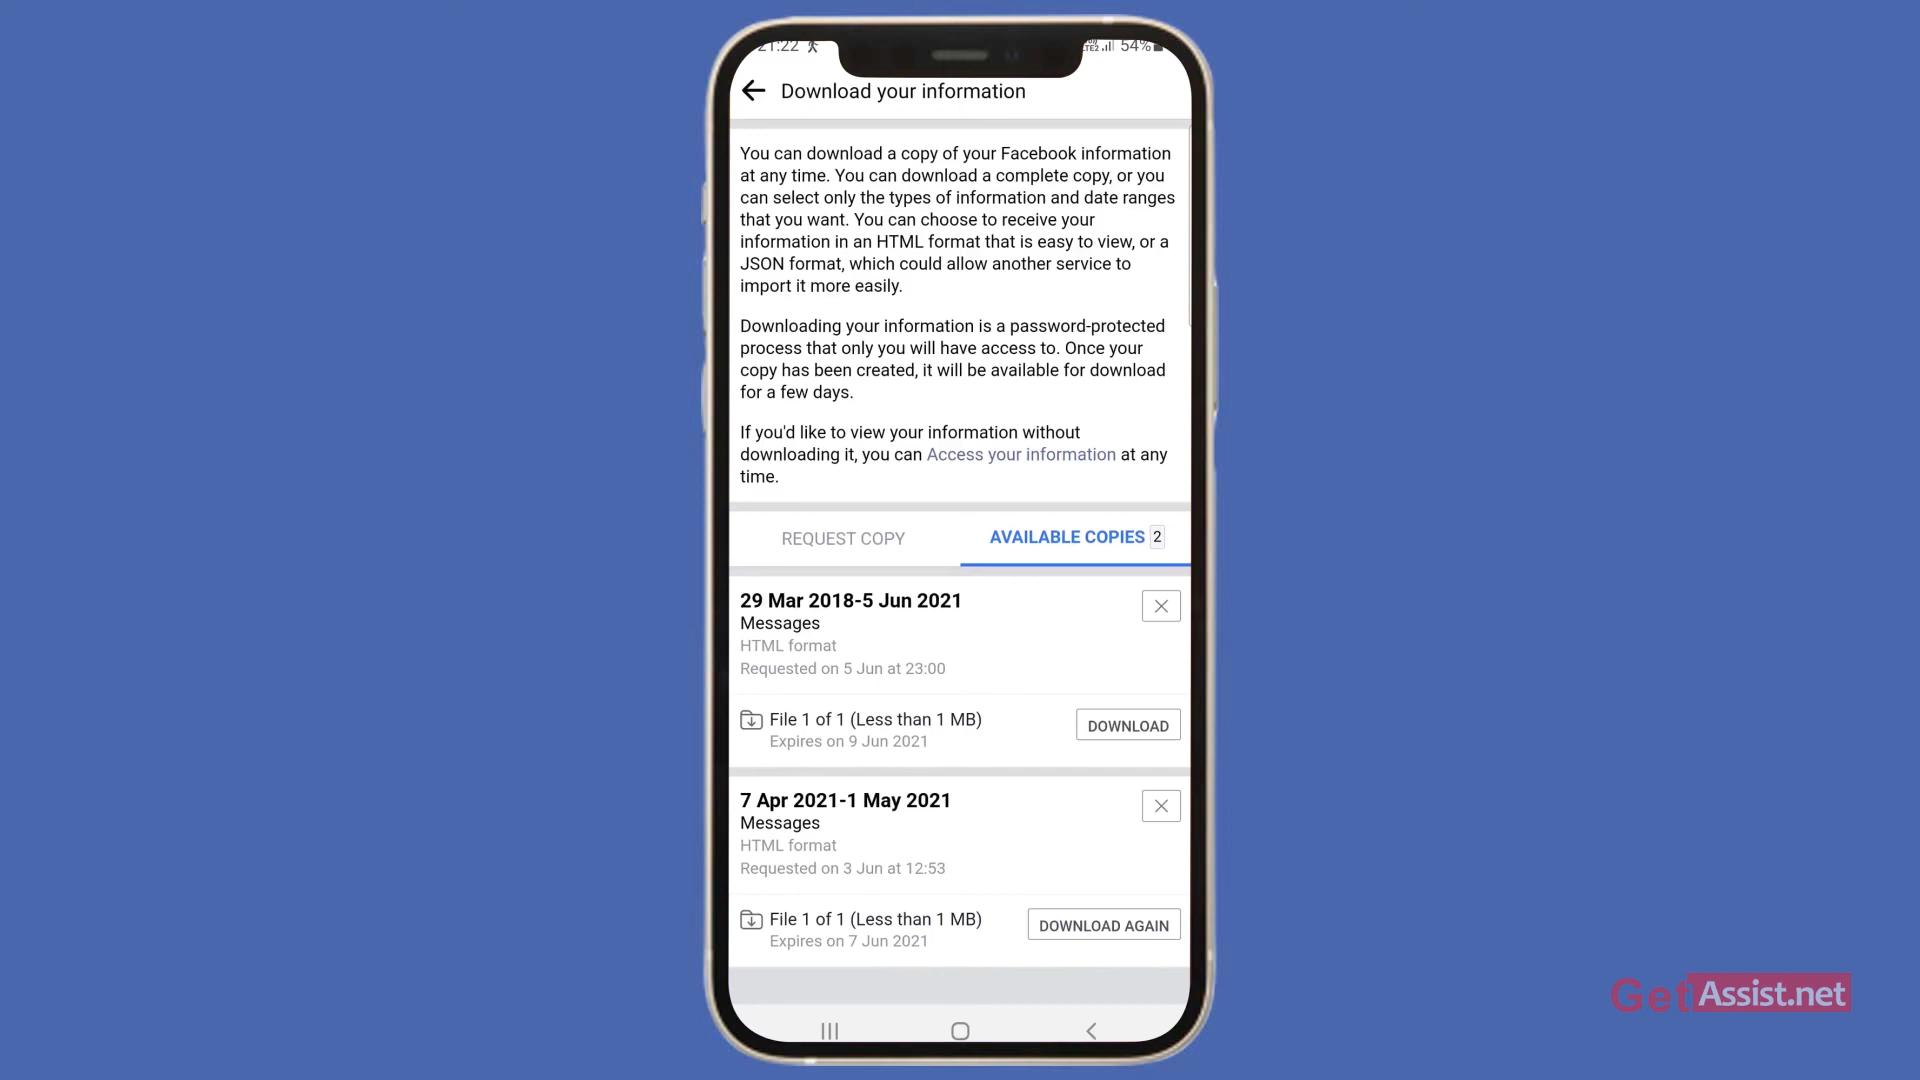 21:22 54%
Download your information
You can download a copy of your Facebook information
at any time. You can download a complete copy, or you
can select only the types of information and date ranges
that you want. You can choose to receive your
information in an HTML format that is easy to view, or a
JSON format, which could allow another service to
import it more easily.
Downloading your information is a password-protected
process that only you will have access to. Once your
copy has been created, it will be available for download
for a few days.
If you'd like to view your information without
downloading it, you can Access your information at any
time.
REQUEST COPY AVAILABLE COPIES 2
29 Mar 2018-5 Jun 2021
Messages
HTML format
Requested on 5 Jun at 23:00
File 1 of 1 (Less than 1 MB) DOWNLOAD
Expires on 9 Jun 2021
7 Apr 2021-1 May 2021
Messages
HTML format
Requested on 3 Jun at 12:53
File 1 of 1 (Less than 1 MB) DOWNLOAD AGAIN
Expires on 7 Jun 2021
GetAssist.net